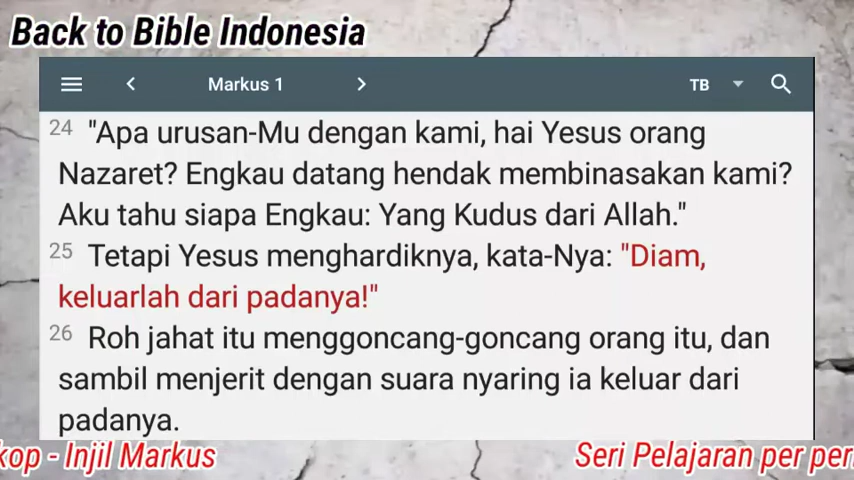 Back to Bible Indonesia
Markus 1
TB
24 "Apa urusan-Mu dengan kami, hai Yesus orang
Nazaret? Engkau datang hendak membinasakan kami?
Aku tahu siapa Engkau: Yang Kudus dari Allah."
25 Tetapi Yesus menghardiknya, kata-Nya: "Diam,
keluarlah dari padanya!"
26 Roh jahat itu menggoncang-goncang orang itu, dan
sambil menjerit dengan suara nyaring ia keluar dari
padanya.
kop - Injil Markus
Seri Pelajaran per per